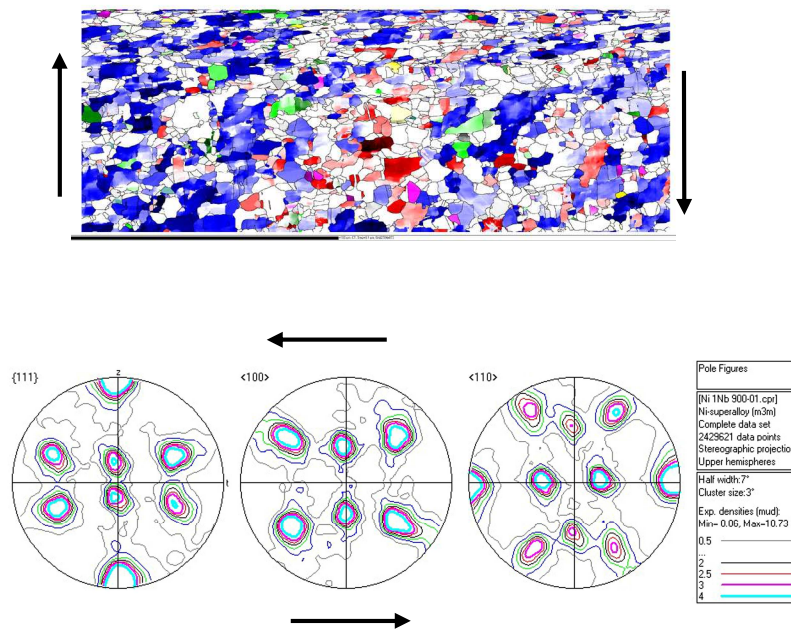 {111}
z
t
<100>
<110>
Pole Figures
[Ni 1Nb 900-01.cpr]
Ni-superalloy (m3m)
Complete data set
2429621 data points
Stereographic projectio
Upper hemispheres
Half width:7°
Cluster size:3°
Exp. densities (mud):
Min= 0.06, Max=10.73
0.5
...
2
2.5
3
4